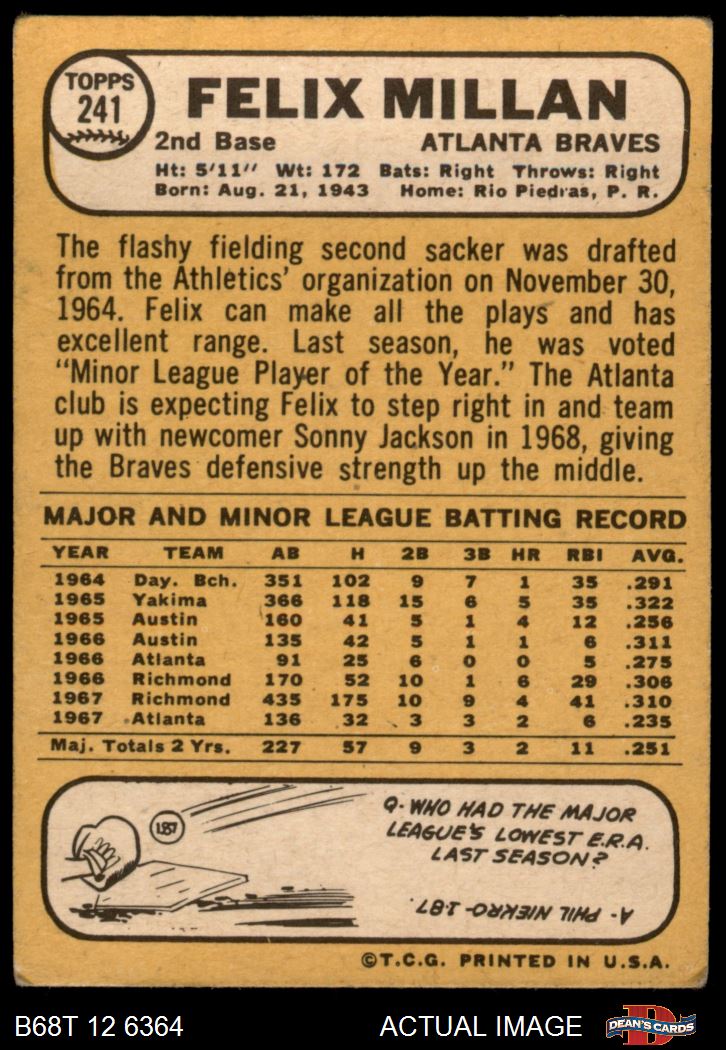 TOPPS
241
FELIX MILLAN
2nd Base ATLANTA BRAVES
Ht: 5'11" Wt: 172 Bats: Right Throws: Right
Born: Aug. 21, 1943 Home: Rio Piedras, P. R.
The flashy fielding second sacker was drafted
from the Athletics' organization on November 30,
1964. Felix can make all the plays and has
excellent range. Last season, he was voted
"Minor League Player of the Year." The Atlanta
club is expecting Felix to step right in and team
up with newcomer Sonny Jackson in 1968, giving
the Braves defensive strength up the middle.
MAJOR AND MINOR LEAGUE BATTING RECORD
YEAR TEAM AB H 2B 3B HR RBI AVG.
1964 Day. Bch. 351 102 9 7 1 35 .291
1965 Yakima 366 118 15 6 5 35 .322
1965 Austin 160 41 5 1 4 12 .256
1966 Austin 135 42 5 1 1 6 .311
1966 Atlanta 91 25 6 0 0 5 .275
1966 Richmond 170 52 10 1 6 29 .306
1967 Richmond 435 175 10 9 4 41 .310
1967 Atlanta 136 32 3 3 2 6 .235
Maj. Totals 2 Yrs. 227 57 9 3 2 11 .251
1.87
Q- WHO HAD THE MAJOR
LEAGUE'S LOWEST E.R.A.
LAST SEASON?
A- PHIL NIEKRO-1.87.
©T.C.G. PRINTED IN U.S.A.
B68T 12 6364 ACTUAL IMAGE
D
DEAN'S CARDS